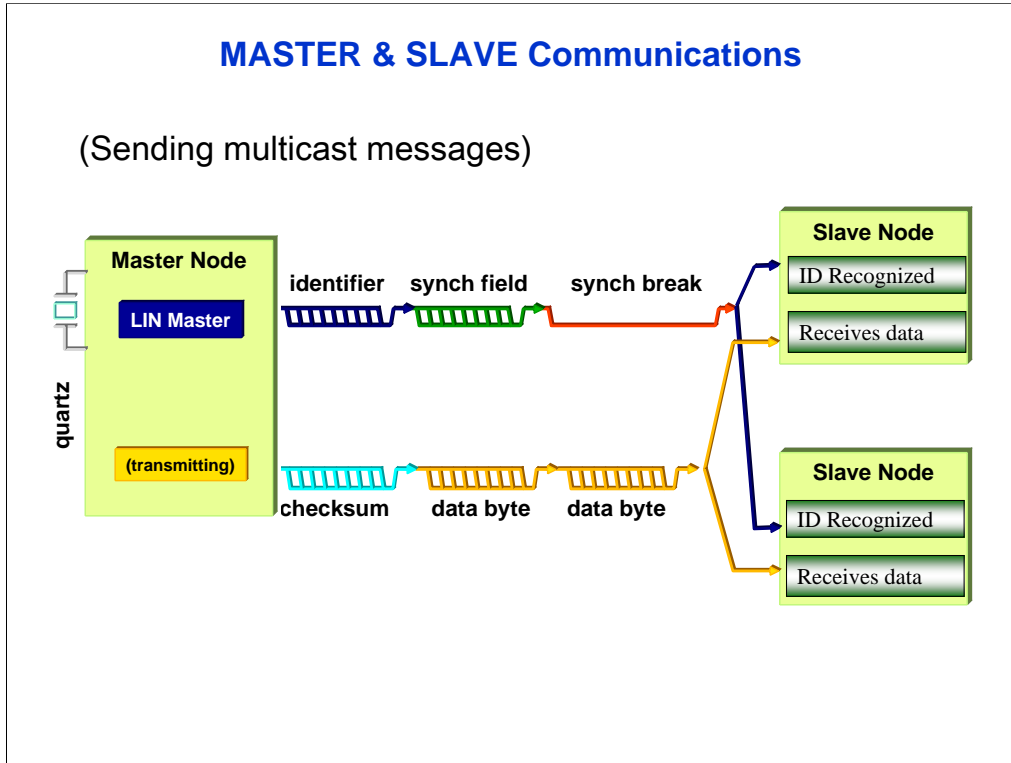 MASTER & SLAVE Communications
(Sending multicast messages)
Master Node
LIN Master
(transmitting)
quartz
identifier
synch field
synch break
checksum
data byte
data byte
Slave Node
ID Recognized
Receives data
Slave Node
ID Recognized
Receives data